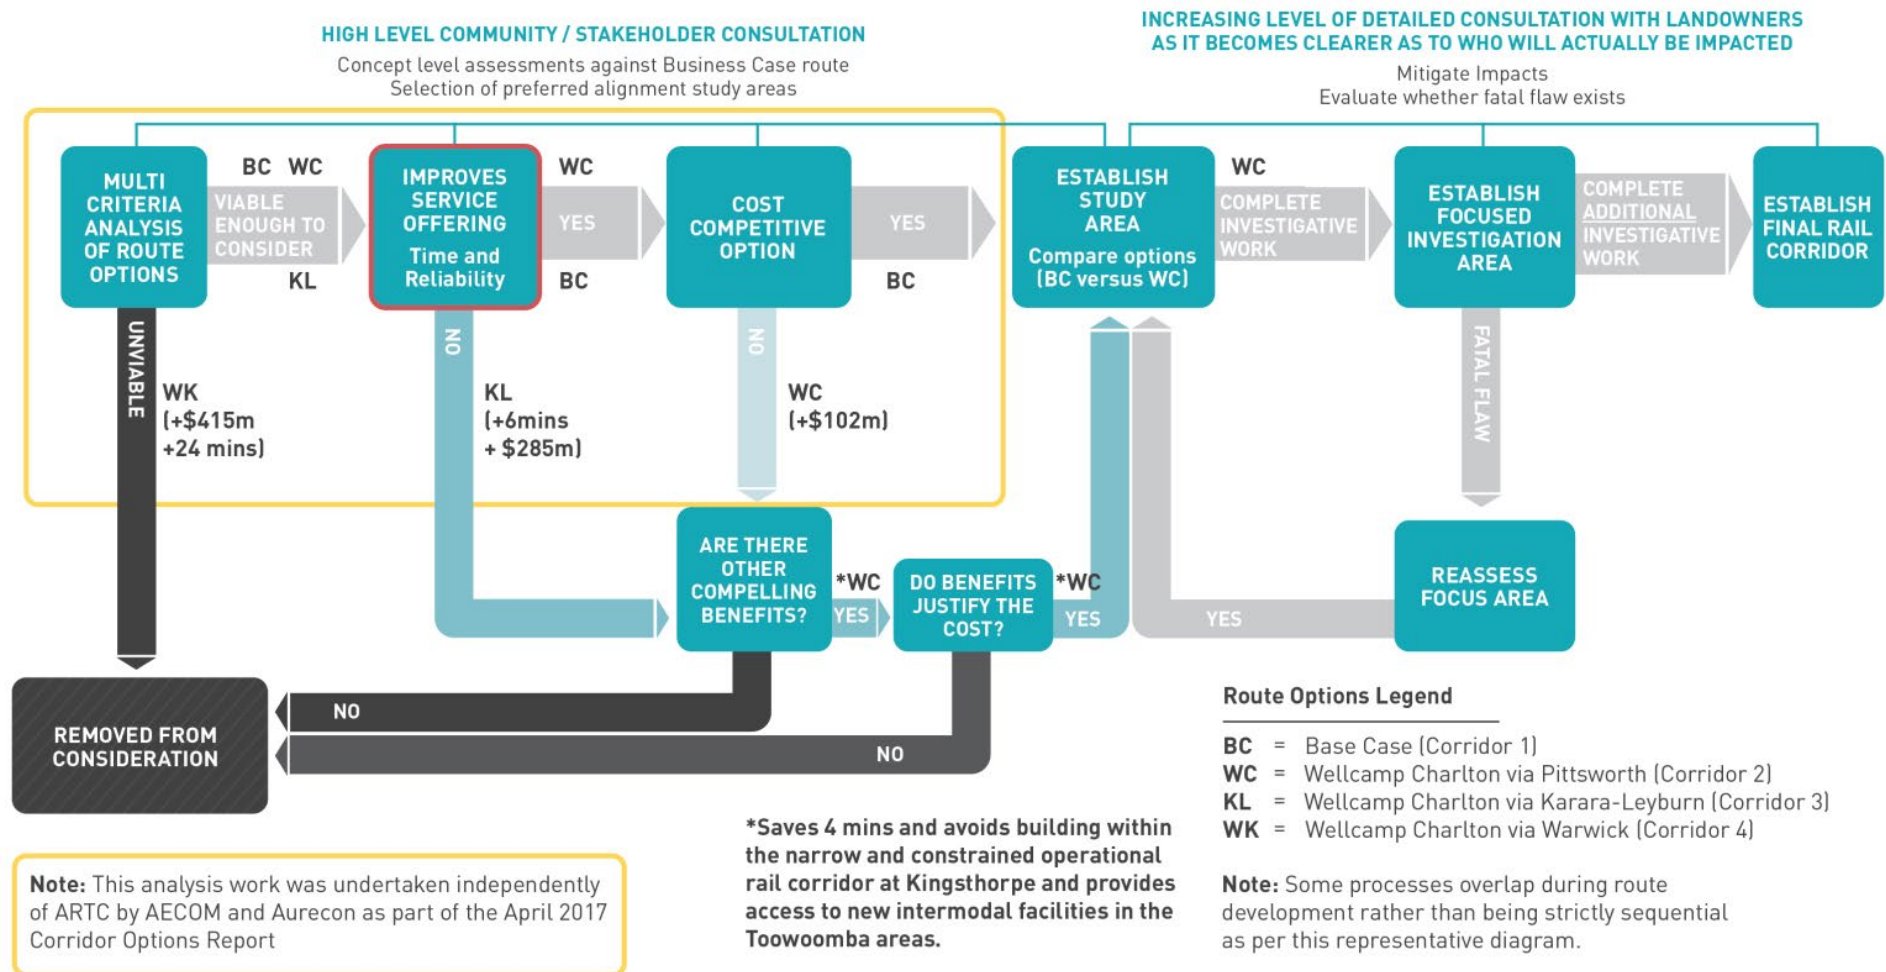 HIGH LEVEL COMMUNITY / STAKEHOLDER CONSULTATION
Concept level assessments against Business Case route
Selection of preferred alignment study areas
INCREASING LEVEL OF DETAILED CONSULTATION WITH LANDOWNERS
AS IT BECOMES CLEARER AS TO WHO WILL ACTUALLY BE IMPACTED
Mitigate Impacts
Evaluate whether fatal flaw exists
MULTI
CRITERIA
ANALYSIS
OF ROUTE
OPTIONS
BC WC
VIABLE
ENOUGH TO
CONSIDER
KL
IMPROVES
SERVICE
OFFERING
Time and
Reliability
WC
YES
BC
COST
COMPETITIVE
OPTION
YES
BC
ESTABLISH
STUDY
AREA
Compare options
(BC versus WC)
WC
COMPLETE
INVESTIGATIVE
WORK
ESTABLISH
FOCUSED
INVESTIGATION
AREA
COMPLETE
ADDITIONAL
INVESTIGATIVE
WORK
ESTABLISH
FINAL RAIL
CORRIDOR
UNVIABLE
WK
(+$415m
+24 mins)
NO
KL
(+6mins
+ $285m)
NO
WC
(+$102m)
FATAL FLAW
ARE THERE
OTHER
COMPELLING
BENEFITS?
*WC
YES
DO BENEFITS
JUSTIFY THE
COST?
*WC
YES
YES
REASSESS
FOCUS AREA
REMOVED FROM
CONSIDERATION
NO
NO
Route Options Legend
BC = Base Case (Corridor 1)
WC = Wellcamp Charlton via Pittsworth (Corridor 2)
KL = Wellcamp Charlton via Karara-Leyburn (Corridor 3)
WK = Wellcamp Charlton via Warwick (Corridor 4)
*Saves 4 mins and avoids building within
the narrow and constrained operational
rail corridor at Kingsthorpe and provides
access to new intermodal facilities in the
Toowoomba areas.
Note: This analysis work was undertaken independently
of ARTC by AECOM and Aurecon as part of the April 2017
Corridor Options Report
Note: Some processes overlap during route
development rather than being strictly sequential
as per this representative diagram.